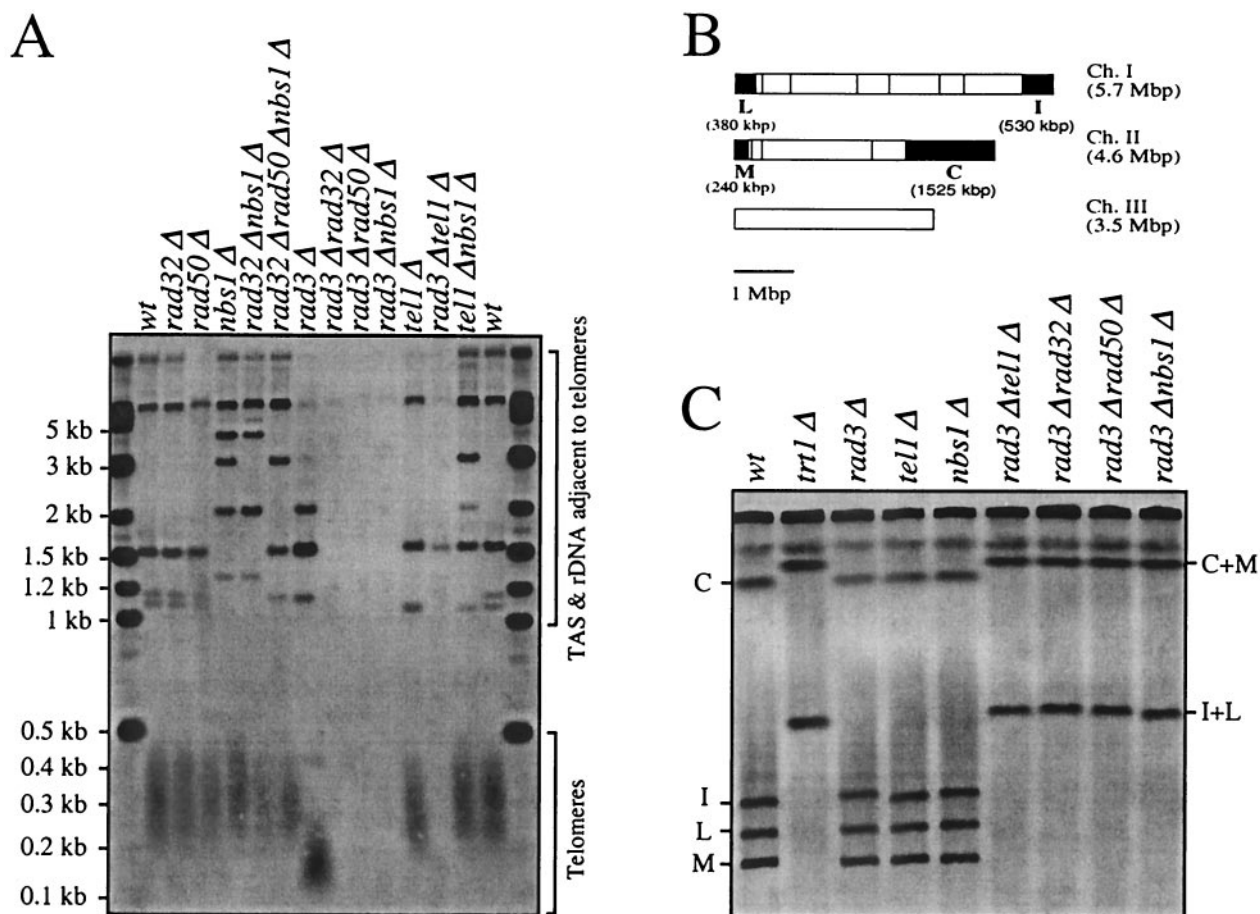 A
wt
rad32 Δ
rad50 Δ
nbs1 Δ
rad32 Δnbs1 Δ
rad32 Δrad50 Δnbs1 Δ
rad3 Δ
rad3 Δrad32 Δ
rad3 Δrad50 Δ
rad3 Δnbs1 Δ
tel1 Δ
rad3 Δtel1 Δ
tel1 Δnbs1 Δ
wt
5 kb
3 kb
2 kb
1.5 kb
1.2 kb
1 kb
0.5 kb
0.4 kb
0.3 kb
0.2 kb
0.1 kb
TAS & rDNA adjacent to telomeres
Telomeres
B
Ch. I
(5.7 Mbp)
L
I
(380 kbp)
(530 kbp)
Ch. II
(4.6 Mbp)
M
C
(240 kbp)
(1525 kbp)
Ch. III
(3.5 Mbp)
1 Mbp
C
wt
trt1 Δ
rad3 Δ
tel1 Δ
nbs1 Δ
rad3 Δtel1 Δ
rad3 Δrad32 Δ
rad3 Δrad50 Δ
rad3 Δnbs1 Δ
C
I
L
M
C+M
I+L